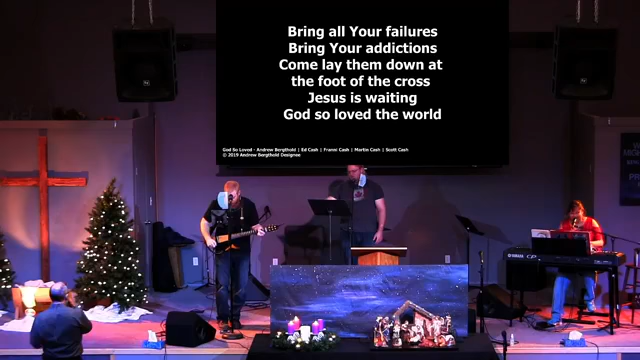 Bring all Your failures
Bring Your addictions
Come lay them down at
the foot of the cross
Jesus is waiting
God so loved the world
God So Loved - Andrew Bergthold | Ed Cash | Franni Cash | Martin Cash | Scott Cash
© 2019 Andrew Bergthold Designee
YAMAHA CP